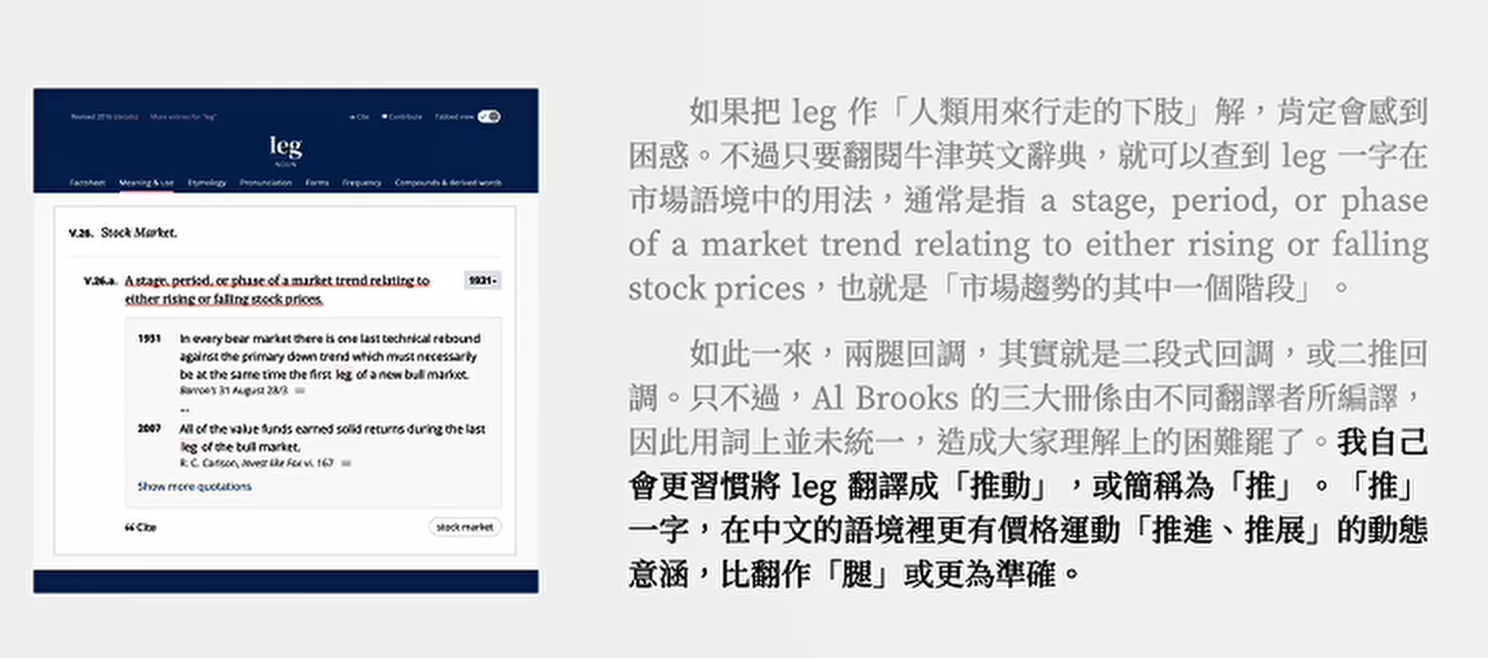 Revised 2016 (details) More entries for "leg" Cite Contribute Tabbed view
leg
NOUN
Factsheet Meaning & use Etymology Pronunciation Forms Frequency Compounds & derived words
V.26. Stock Market.
V.26.a. A stage, period, or phase of a market trend relating to
either rising or falling stock prices.
1931–
1931 In every bear market there is one last technical rebound
against the primary down trend which must necessarily
be at the same time the first leg of a new bull market.
Barron's 31 August 28/3
...
2007 All of the value funds earned solid returns during the last
leg of the bull market.
R. C. Carlson, Invest like Fox vi. 167
Show more quotations
“ Cite
stock market
如果把 leg 作「人類用來行走的下肢」解，肯定會感到
困惑。不過只要翻閱牛津英文辭典，就可以查到 leg 一字在
市場語境中的用法，通常是指 a stage, period, or phase
of a market trend relating to either rising or falling
stock prices，也就是「市場趨勢的其中一個階段」。
如此一來，兩腿回調，其實就是二段式回調，或二推回
調。只不過，Al Brooks 的三大冊係由不同翻譯者所編譯，
因此用詞上並未統一，造成大家理解上的困難罷了。我自己
會更習慣將 leg 翻譯成「推動」，或簡稱為「推」。「推」
一字，在中文的語境裡更有價格運動「推進、推展」的動態
意涵，比翻作「腿」或更為準確。